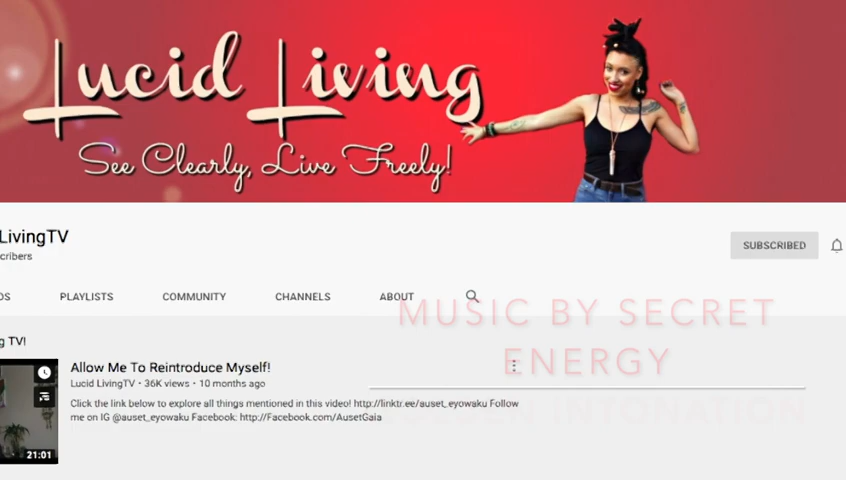 Lucid Living
See Clearly, Live Freely!
LivingTV
cribers
SUBSCRIBED
DS PLAYLISTS COMMUNITY CHANNELS ABOUT
MUSIC BY SECRET
ENERGY
g TV!
Allow Me To Reintroduce Myself!
Lucid LivingTV • 36K views • 10 months ago
Click the link below to explore all things mentioned in this video! http://linktr.ee/auset_eyowaku Follow
me on IG @auset_eyowaku Facebook: http://Facebook.com/AusetGaia
INTONATION
21:01